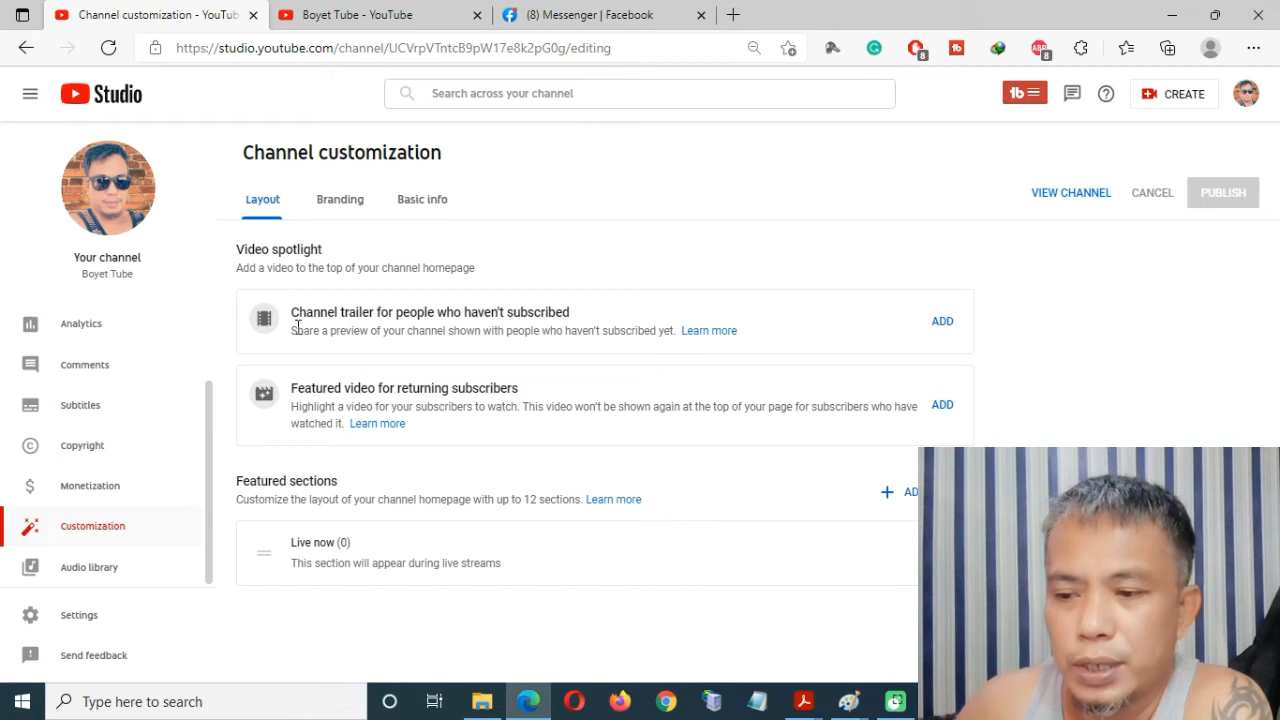 Channel customization - YouTub
Boyet Tube - YouTube
(8) Messenger | Facebook
https://studio.youtube.com/channel/UCVrpVTntcB9pW17e8k2pG0g/editing
8
8
Studio
Search across your channel
CREATE
Your channel
Boyet Tube
Analytics
Comments
Subtitles
Copyright
Monetization
Customization
Audio library
Settings
Send feedback
Channel customization
Layout
Branding
Basic info
VIEW CHANNEL
CANCEL
PUBLISH
Video spotlight
Add a video to the top of your channel homepage
Channel trailer for people who haven't subscribed
Share a preview of your channel shown with people who haven't subscribed yet. Learn more
ADD
Featured video for returning subscribers
Highlight a video for your subscribers to watch. This video won't be shown again at the top of your page for subscribers who have
watched it. Learn more
ADD
Featured sections
Customize the layout of your channel homepage with up to 12 sections. Learn more
AD
Live now (0)
This section will appear during live streams
Type here to search